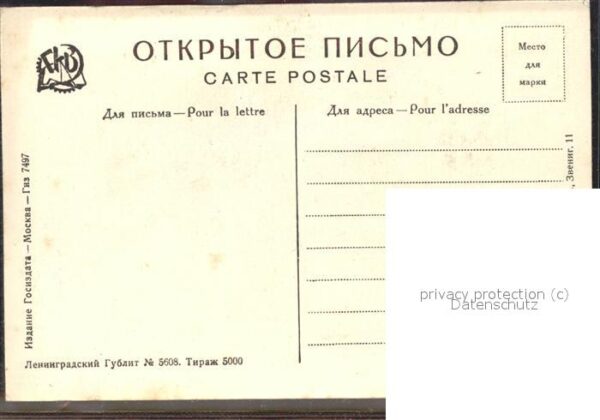 ОТКРЫТОЕ ПИСЬМО
CARTE POSTALE
Место
для
марки
Для письма — Pour la lettre
Для адреса — Pour l'adresse
Издание Госиздата — Москва — Гиз 7497
Звениг. 11
Ленинградский Гублит № 5608. Тираж 5000
privacy protection (c)
Datenschutz